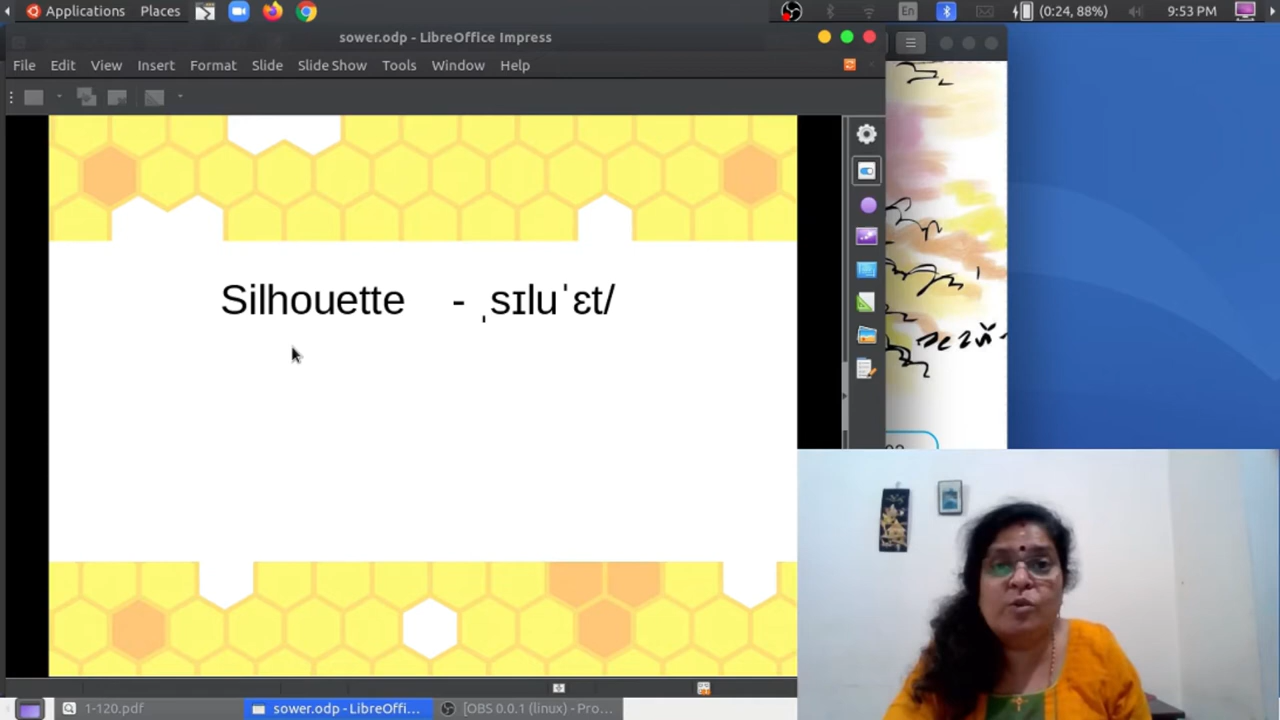 Applications Places En (0:24, 88%) 9:53 PM
sower.odp - LibreOffice Impress
File Edit View Insert Format Slide Slide Show Tools Window Help
Silhouette - ˌsɪluˈɛt/
1-120.pdf sower.odp - LibreOffi... [OBS 0.0.1 (linux) - Pro...